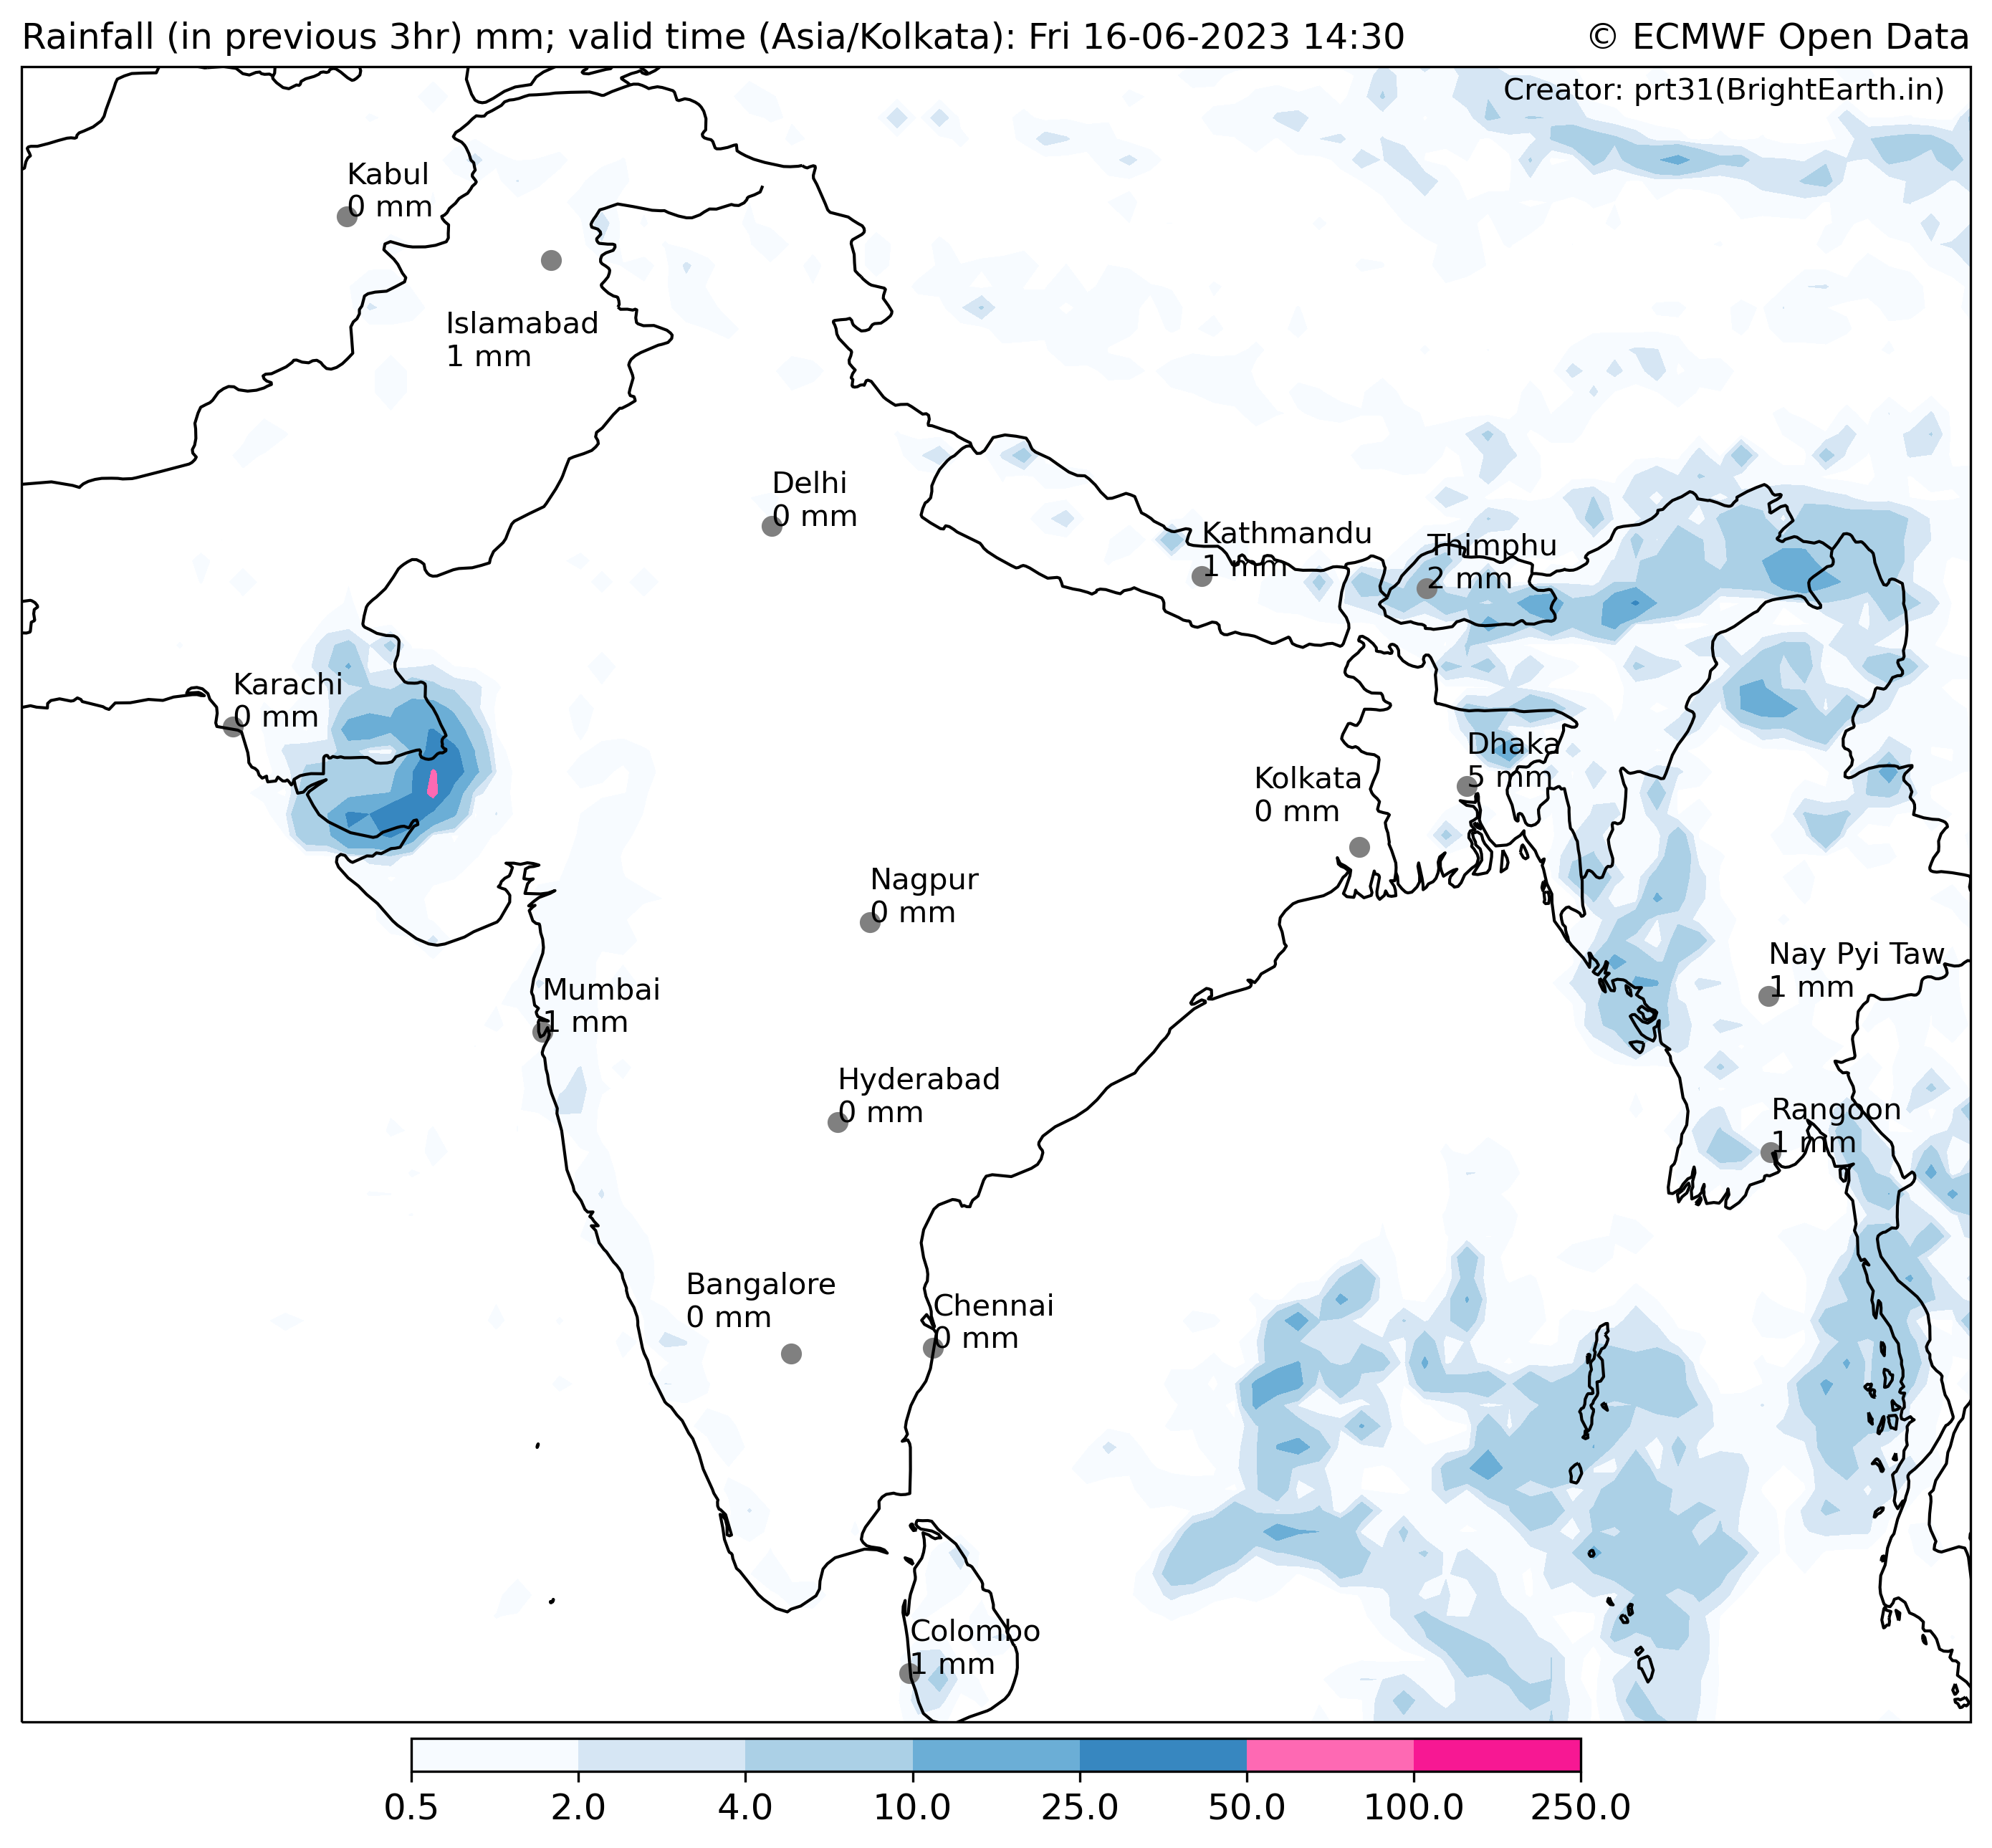 Rainfall (in previous 3hr) mm; valid time (Asia/Kolkata): Fri 16-06-2023 14:30
© ECMWF Open Data
Creator: prt31(BrightEarth.in)
Kabul
0 mm
Islamabad
1 mm
Delhi
0 mm
Kathmandu
1 mm
Thimphu
2 mm
Karachi
0 mm
Dhaka
5 mm
Kolkata
0 mm
Nagpur
0 mm
Nay Pyi Taw
1 mm
Mumbai
1 mm
Hyderabad
0 mm
Rangoon
1 mm
Bangalore
0 mm
Chennai
0 mm
Colombo
1 mm
0.5 2.0 4.0 10.0 25.0 50.0 100.0 250.0